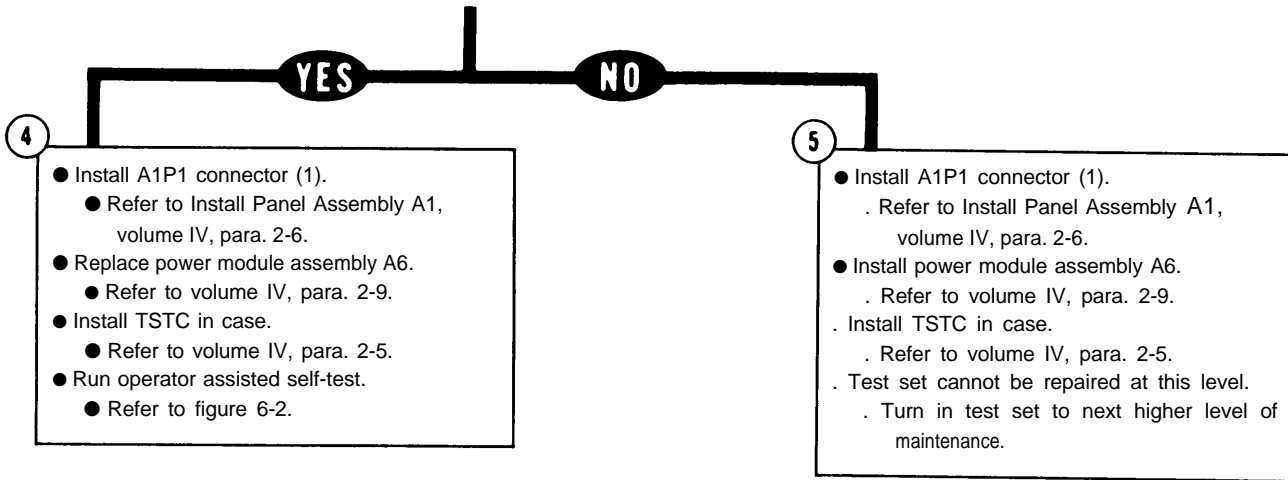 YES
NO
4
● Install A1P1 connector (1).
● Refer to Install Panel Assembly A1,
volume IV, para. 2-6.
● Replace power module assembly A6.
● Refer to volume IV, para. 2-9.
● Install TSTC in case.
● Refer to volume IV, para. 2-5.
● Run operator assisted self-test.
● Refer to figure 6-2.
5
● Install A1P1 connector (1).
. Refer to Install Panel Assembly A1,
volume IV, para. 2-6.
● Install power module assembly A6.
. Refer to volume IV, para. 2-9.
. Install TSTC in case.
. Refer to volume IV, para. 2-5.
. Test set cannot be repaired at this level.
. Turn in test set to next higher level of
maintenance.